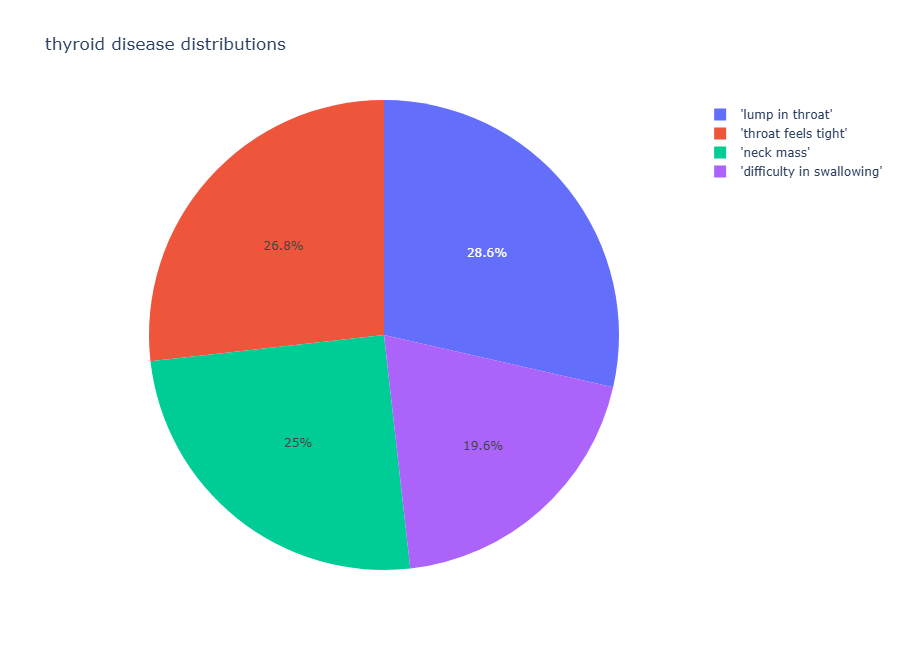 thyroid disease distributions
'lump in throat'
'throat feels tight'
'neck mass'
'difficulty in swallowing'
26.8%
28.6%
25%
19.6%